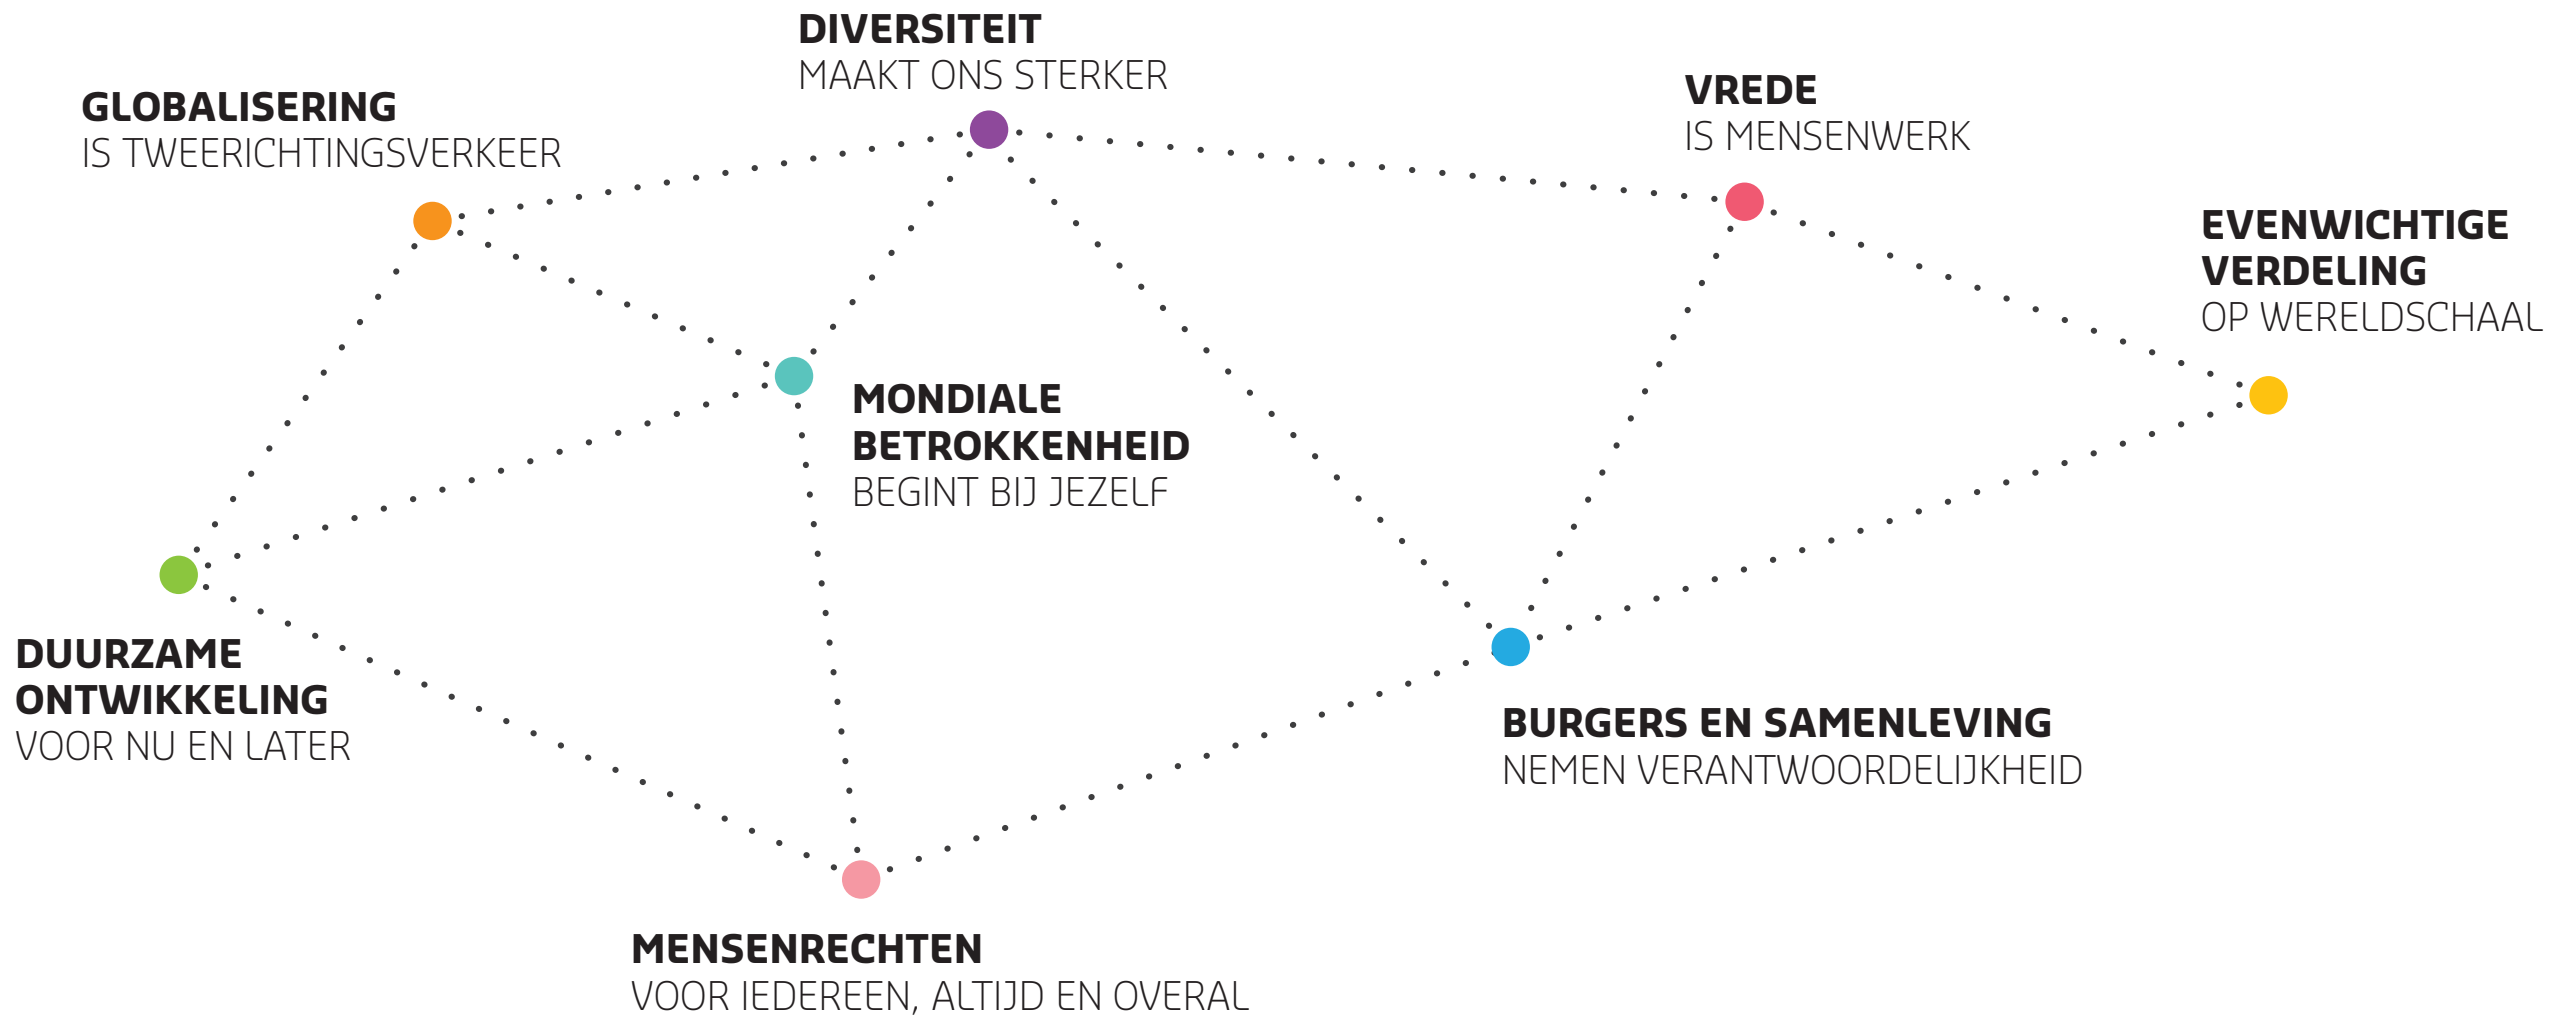 DIVERSITEIT
MAAKT ONS STERKER
GLOBALISERING
IS TWEERICHTINGSVERKEER
VREDE
IS MENSENWERK
EVENWICHTIGE
VERDELING
OP WERELDSCHAAL
MONDIALE
BETROKKENHEID
BEGINT BIJ JEZELF
DUURZAME
ONTWIKKELING
VOOR NU EN LATER
BURGERS EN SAMENLEVING
NEMEN VERANTWOORDELIJKHEID
MENSENRECHTEN
VOOR IEDEREEN, ALTIJD EN OVERAL